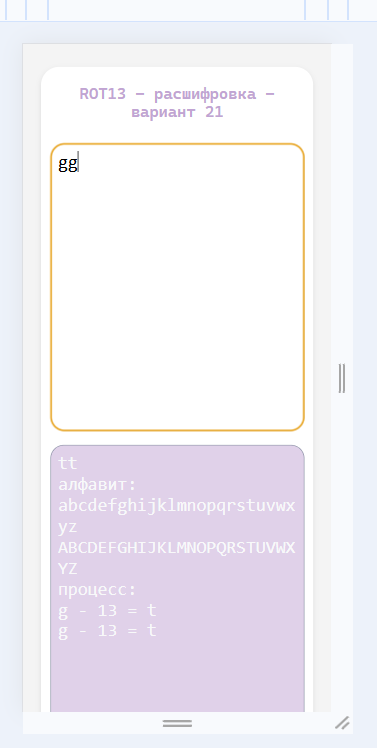 ROT13 – расшифровка –
вариант 21
gg
tt
алфавит:
abcdefghijklmnopqrstuvwx
yz
ABCDEFGHIJKLMNOPQRSTUVWX
YZ
процесс:
g - 13 = t
g - 13 = t